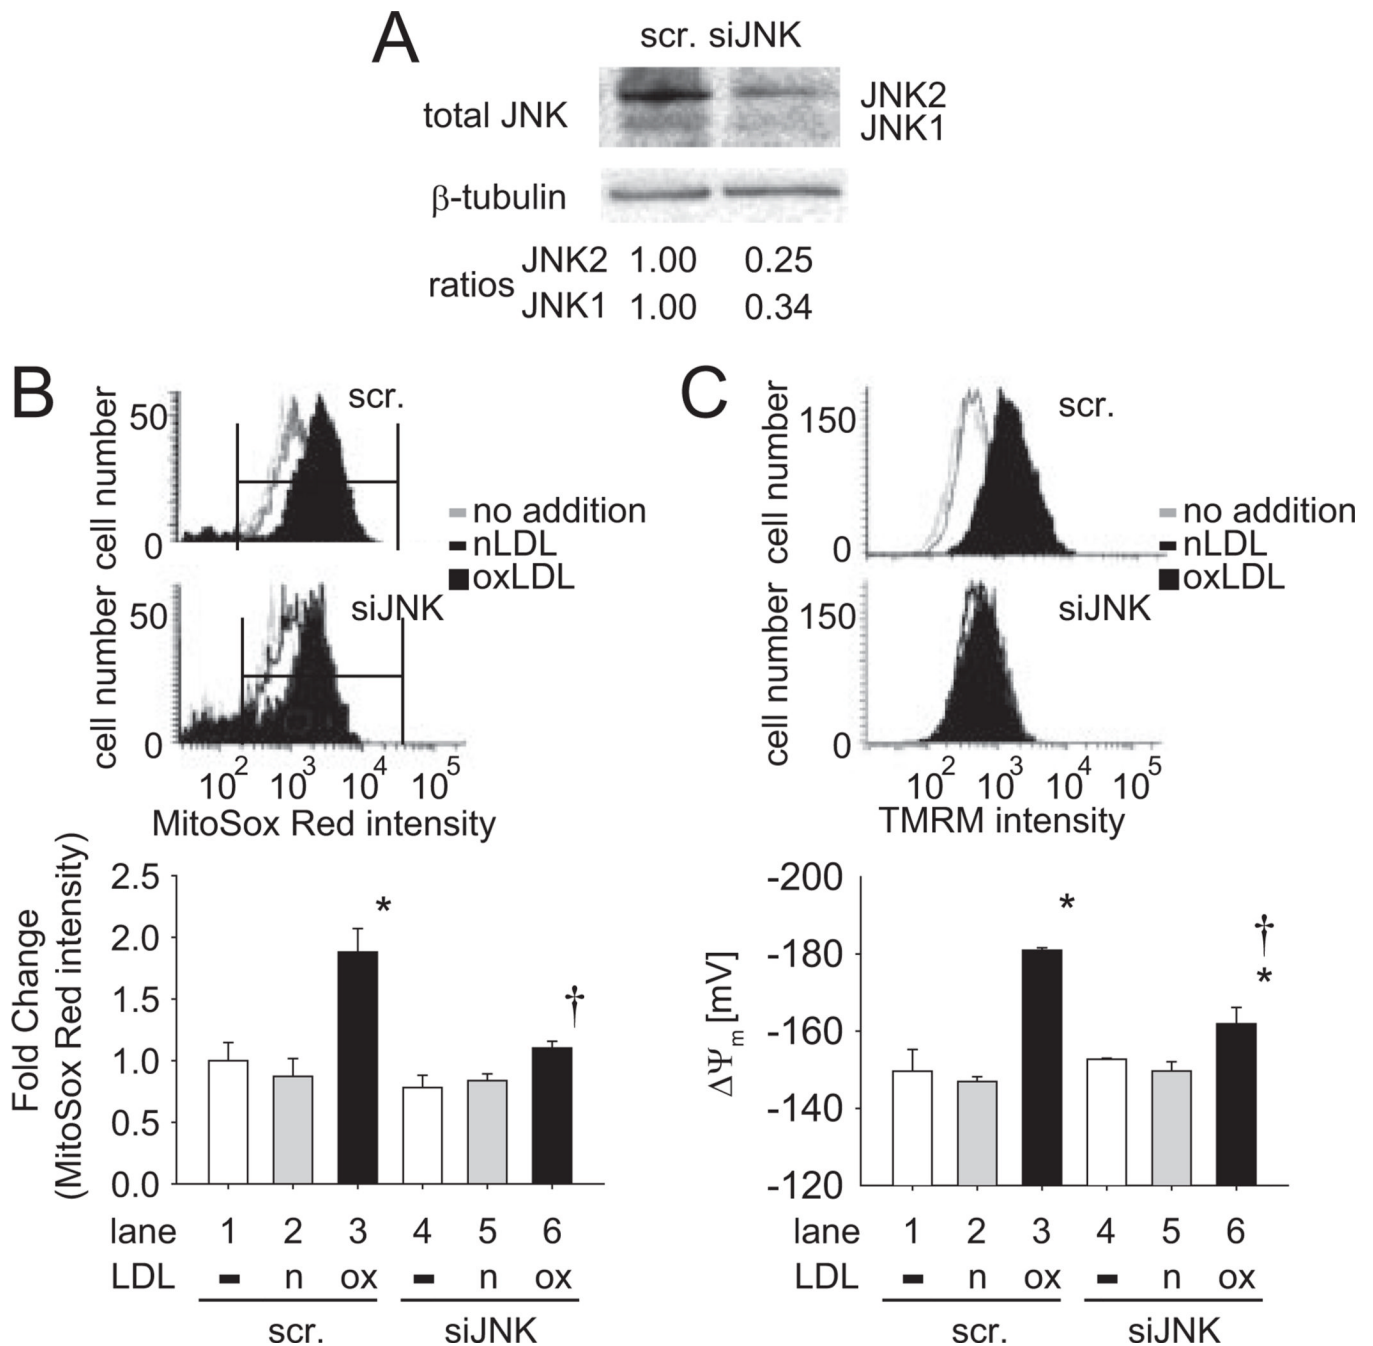 A
scr. siJNK
total JNK
JNK2
JNK1
β-tubulin
ratios
JNK2 1.00 0.25
JNK1 1.00 0.34
B
cell number
50
0
scr.
no addition
nLDL
oxLDL
cell number
50
0
siJNK
10² 10³ 10⁴ 10⁵
MitoSox Red intensity
Fold Change
(MitoSox Red intensity)
2.5
2.0
1.5
1.0
0.5
0.0
*
†
lane 1 2 3 4 5 6
LDL - n ox - n ox
scr. siJNK
C
cell number
150
0
scr.
no addition
nLDL
oxLDL
cell number
150
0
siJNK
10² 10³ 10⁴ 10⁵
TMRM intensity
ΔΨm [mV]
-200
-180
-160
-140
-120
*
†
*
lane 1 2 3 4 5 6
LDL - n ox - n ox
scr. siJNK